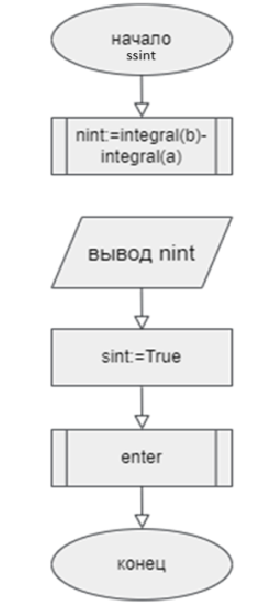 начало
ssint
nint:=integral(b)-
integral(a)
вывод nint
sint:=True
enter
конец